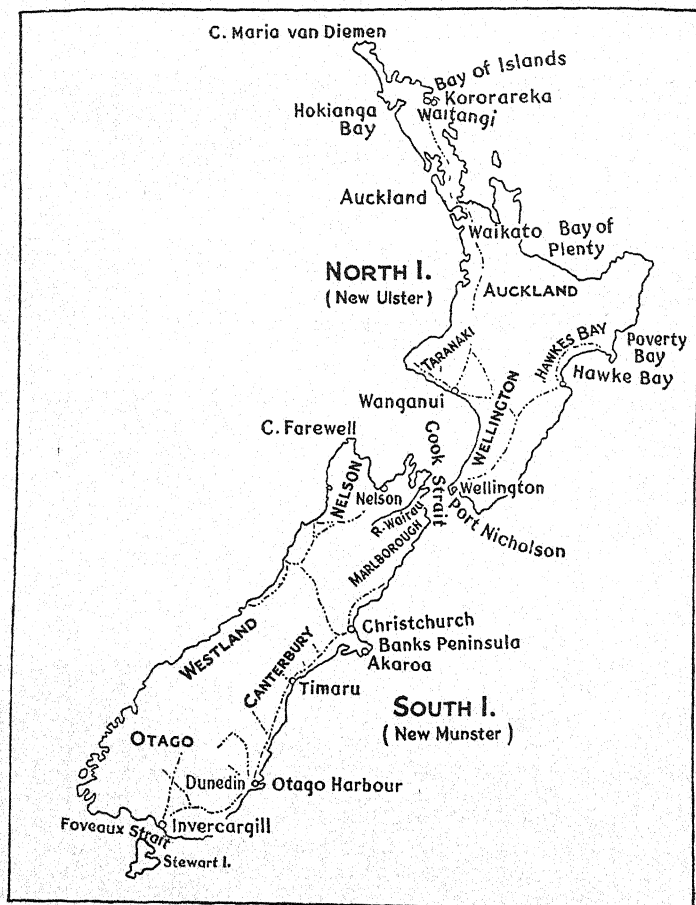 C. Maria van Diemen
Bay of Islands
Kororareka
Waitangi
Hokianga
Bay
Auckland
Waikato
Bay of
Plenty
NORTH I.
(New Ulster)
AUCKLAND
TARANAKI
HAWKES BAY
Poverty
Bay
Hawke Bay
Wanganui
WELLINGTON
C. Farewell
Cook Strait
NELSON
Nelson
Wellington
R. Wairau
Port Nicholson
MARLBOROUGH
Christchurch
Banks Peninsula
Akaroa
WESTLAND
CANTERBURY
Timaru
SOUTH I.
(New Munster)
OTAGO
Dunedin
Otago Harbour
Foveaux Strait
Invercargill
Stewart I.